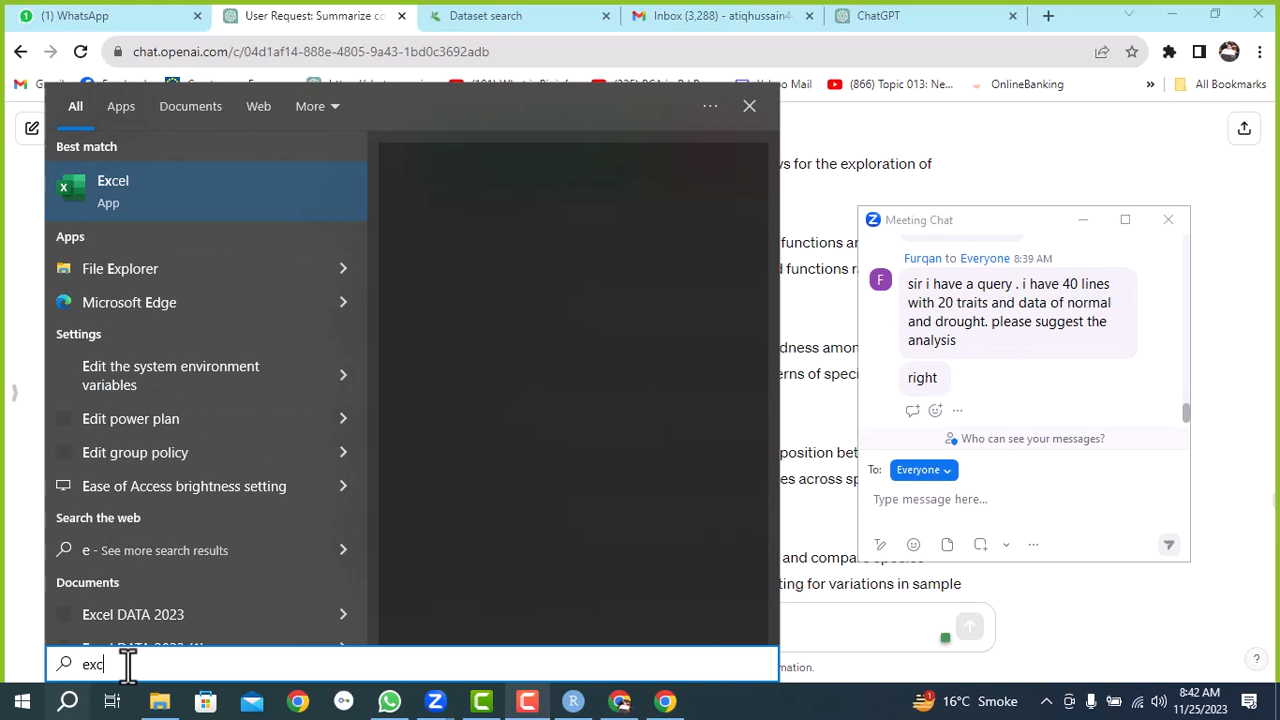 (1) WhatsApp
User Request: Summarize co
Dataset search
Inbox (3,288) - atiqhussain4
ChatGPT
chat.openai.com/c/04d1af14-888e-4805-9a43-1bd0c3692adb
(866) Topic 013: Ne...
OnlineBanking
»
All Bookmarks
All
Apps
Documents
Web
More
Best match
Excel
App
Apps
File Explorer
Microsoft Edge
Settings
Edit the system environment
variables
Edit power plan
Edit group policy
Ease of Access brightness setting
Search the web
e - See more search results
Documents
Excel DATA 2023
exc
ws for the exploration of
functions a
d functions r
dness amon
rns of speci
position be
es across sp
and compare species
ting for variations in sample
mation.
Meeting Chat
Furqan to Everyone 8:39 AM
F
sir i have a query . i have 40 lines
with 20 traits and data of normal
and drought. please suggest the
analysis
right
Who can see your messages?
To: Everyone
Type message here...
?
16°C Smoke
8:42 AM
11/25/2023